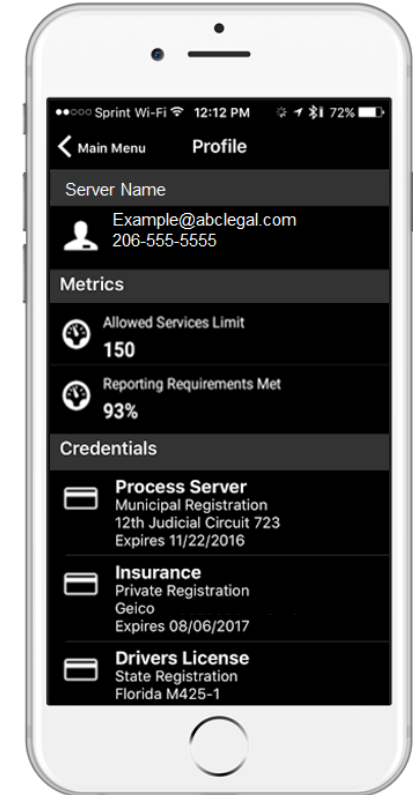 Sprint Wi-Fi 12:12 PM 72%
Main Menu Profile
Server Name
Example@abclegal.com
206-555-5555
Metrics
Allowed Services Limit
150
Reporting Requirements Met
93%
Credentials
Process Server
Municipal Registration
12th Judicial Circuit 723
Expires 11/22/2016
Insurance
Private Registration
Geico
Expires 08/06/2017
Drivers License
State Registration
Florida M425-1